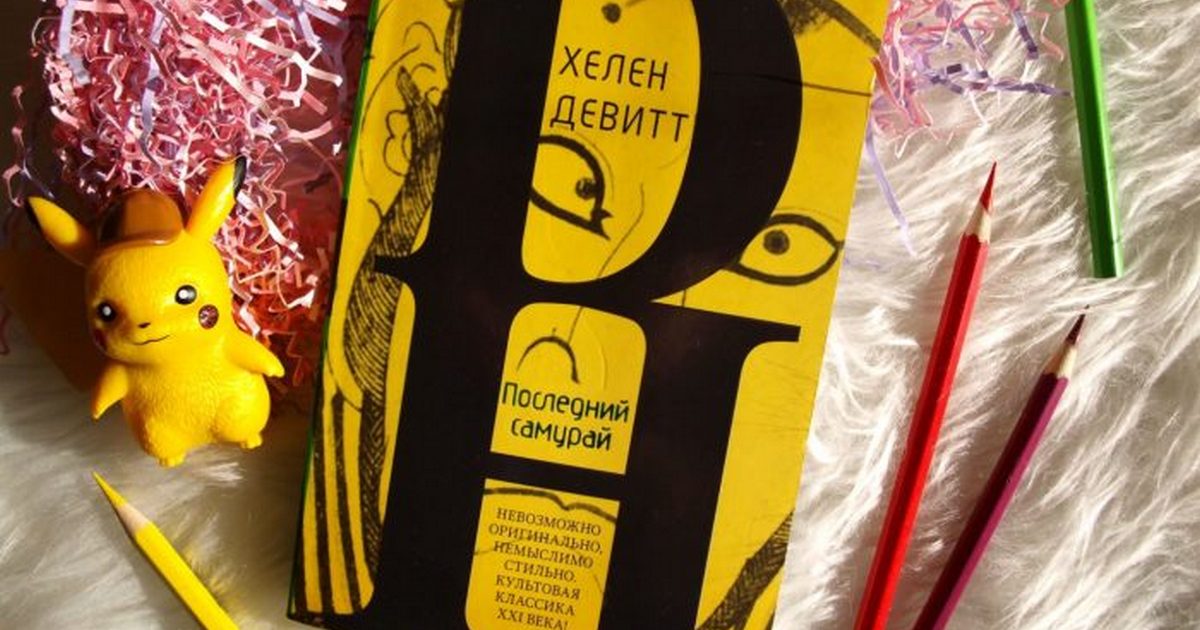 ХЕЛЕН
ДЕВИТТ
Последний
самурай
НЕВОЗМОЖНО
ОРИГИНАЛЬНО,
НЕМЫСЛИМО
СТИЛЬНО.
КУЛЬТОВАЯ
КЛАССИКА
XXI ВЕКА!